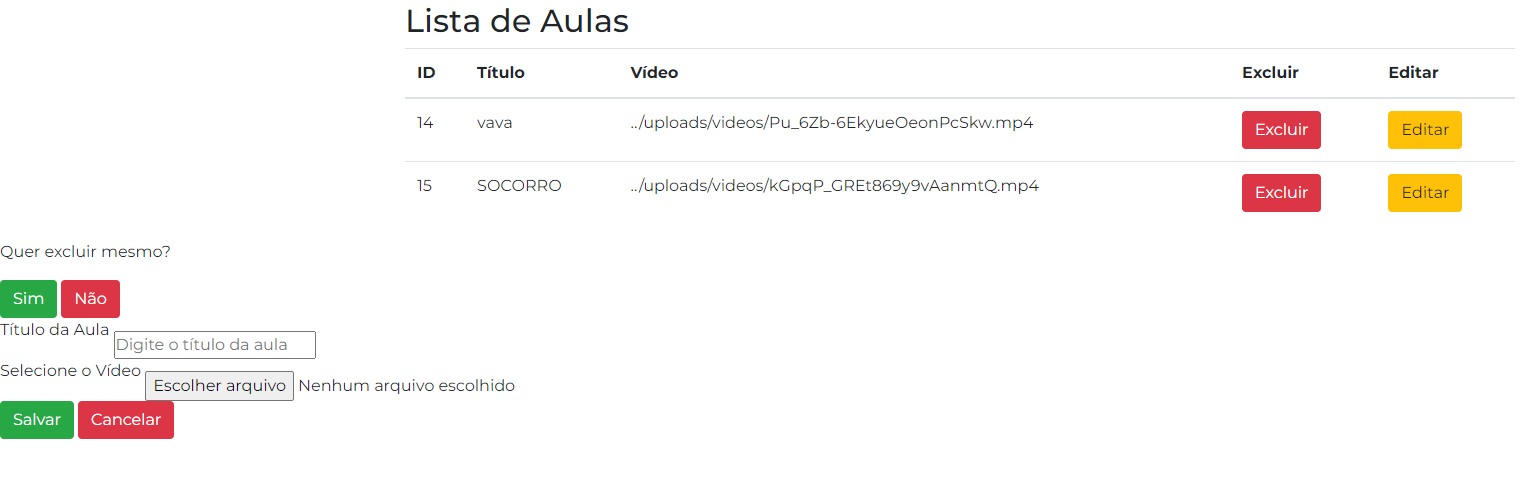 Lista de Aulas
ID Título Vídeo Excluir Editar
14 vava ../uploads/videos/Pu_6Zb-6EkyueOeonPcSkw.mp4 Excluir Editar
15 SOCORRO ../uploads/videos/kGpqP_GREt869y9vAanmtQ.mp4 Excluir Editar
Quer excluir mesmo?
Sim Não
Título da Aula Digite o título da aula
Selecione o Vídeo Escolher arquivo Nenhum arquivo escolhido
Salvar Cancelar